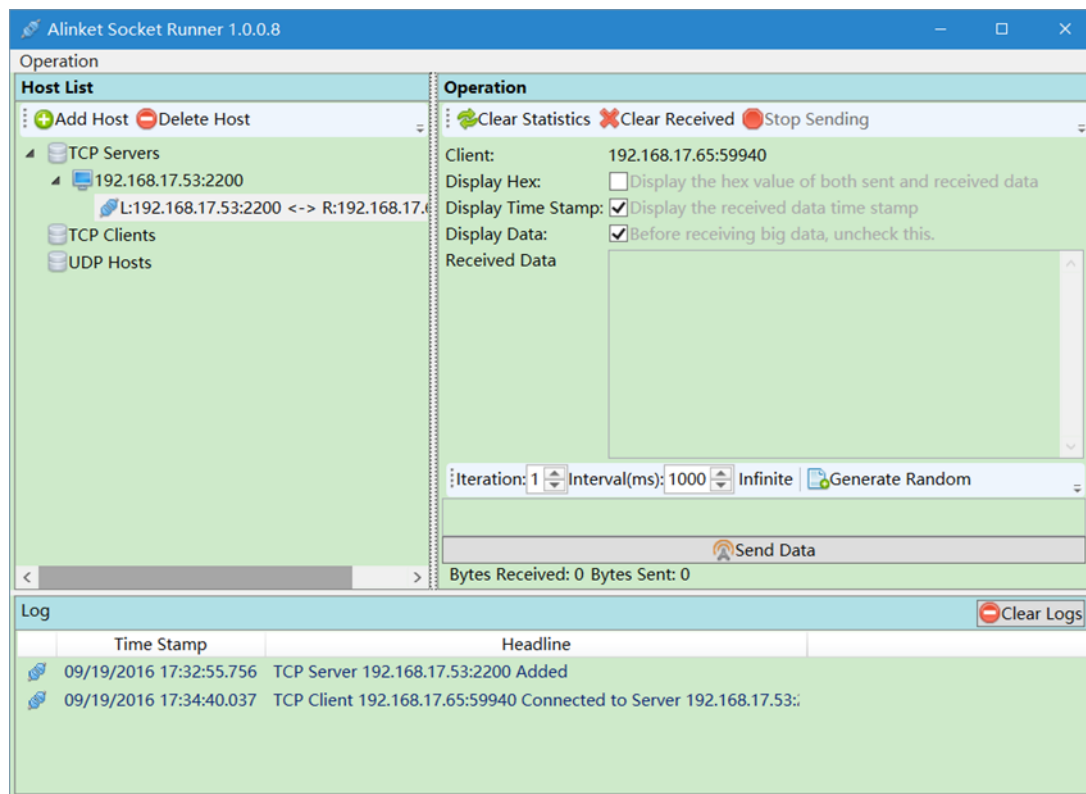 Alinket Socket Runner 1.0.0.8
Operation
Host List
Add Host Delete Host
TCP Servers
192.168.17.53:2200
L:192.168.17.53:2200 <-> R:192.168.17.6
TCP Clients
UDP Hosts
Operation
Clear Statistics Clear Received Stop Sending
Client: 192.168.17.65:59940
Display Hex: Display the hex value of both sent and received data
Display Time Stamp: Display the received data time stamp
Display Data: Before receiving big data, uncheck this.
Received Data
Iteration: 1 Interval(ms): 1000 Infinite Generate Random
Send Data
Bytes Received: 0 Bytes Sent: 0
Log Clear Logs
Time Stamp Headline
09/19/2016 17:32:55.756 TCP Server 192.168.17.53:2200 Added
09/19/2016 17:34:40.037 TCP Client 192.168.17.65:59940 Connected to Server 192.168.17.53: